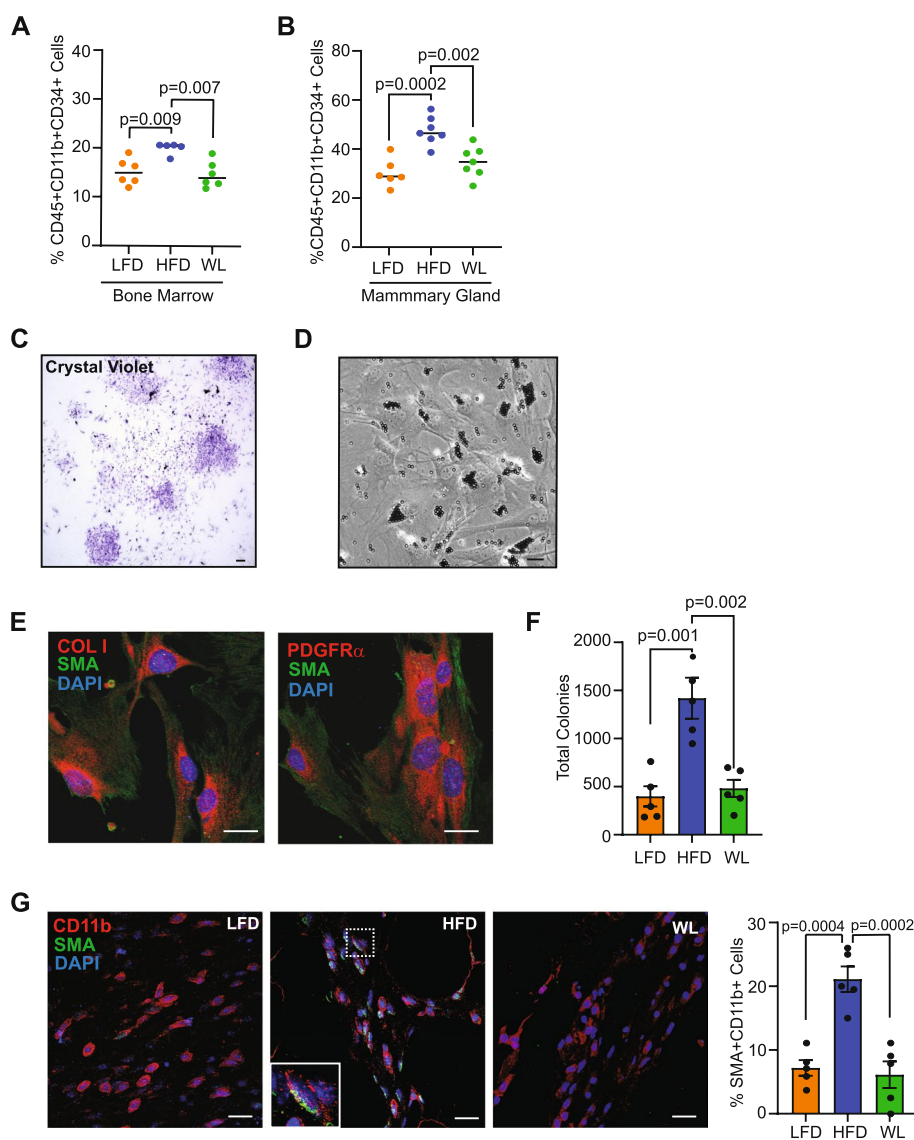 A
% CD45+CD11b+CD34+ Cells
40
30
20
10
0
p=0.007
p=0.009
LFD HFD WL
Bone Marrow
B
%CD45+CD11b+CD34+ Cells
80
60
40
20
0
p=0.002
p=0.0002
LFD HFD WL
Mammmary Gland
C
Crystal Violet
D
E
COL I
SMA
DAPI
PDGFRα
SMA
DAPI
F
Total Colonies
2000
1500
1000
500
0
p=0.002
p=0.001
LFD HFD WL
G
CD11b
SMA
DAPI
LFD
HFD
WL
% SMA+CD11b+ Cells
30
20
10
0
p=0.0004 p=0.0002
LFD HFD WL